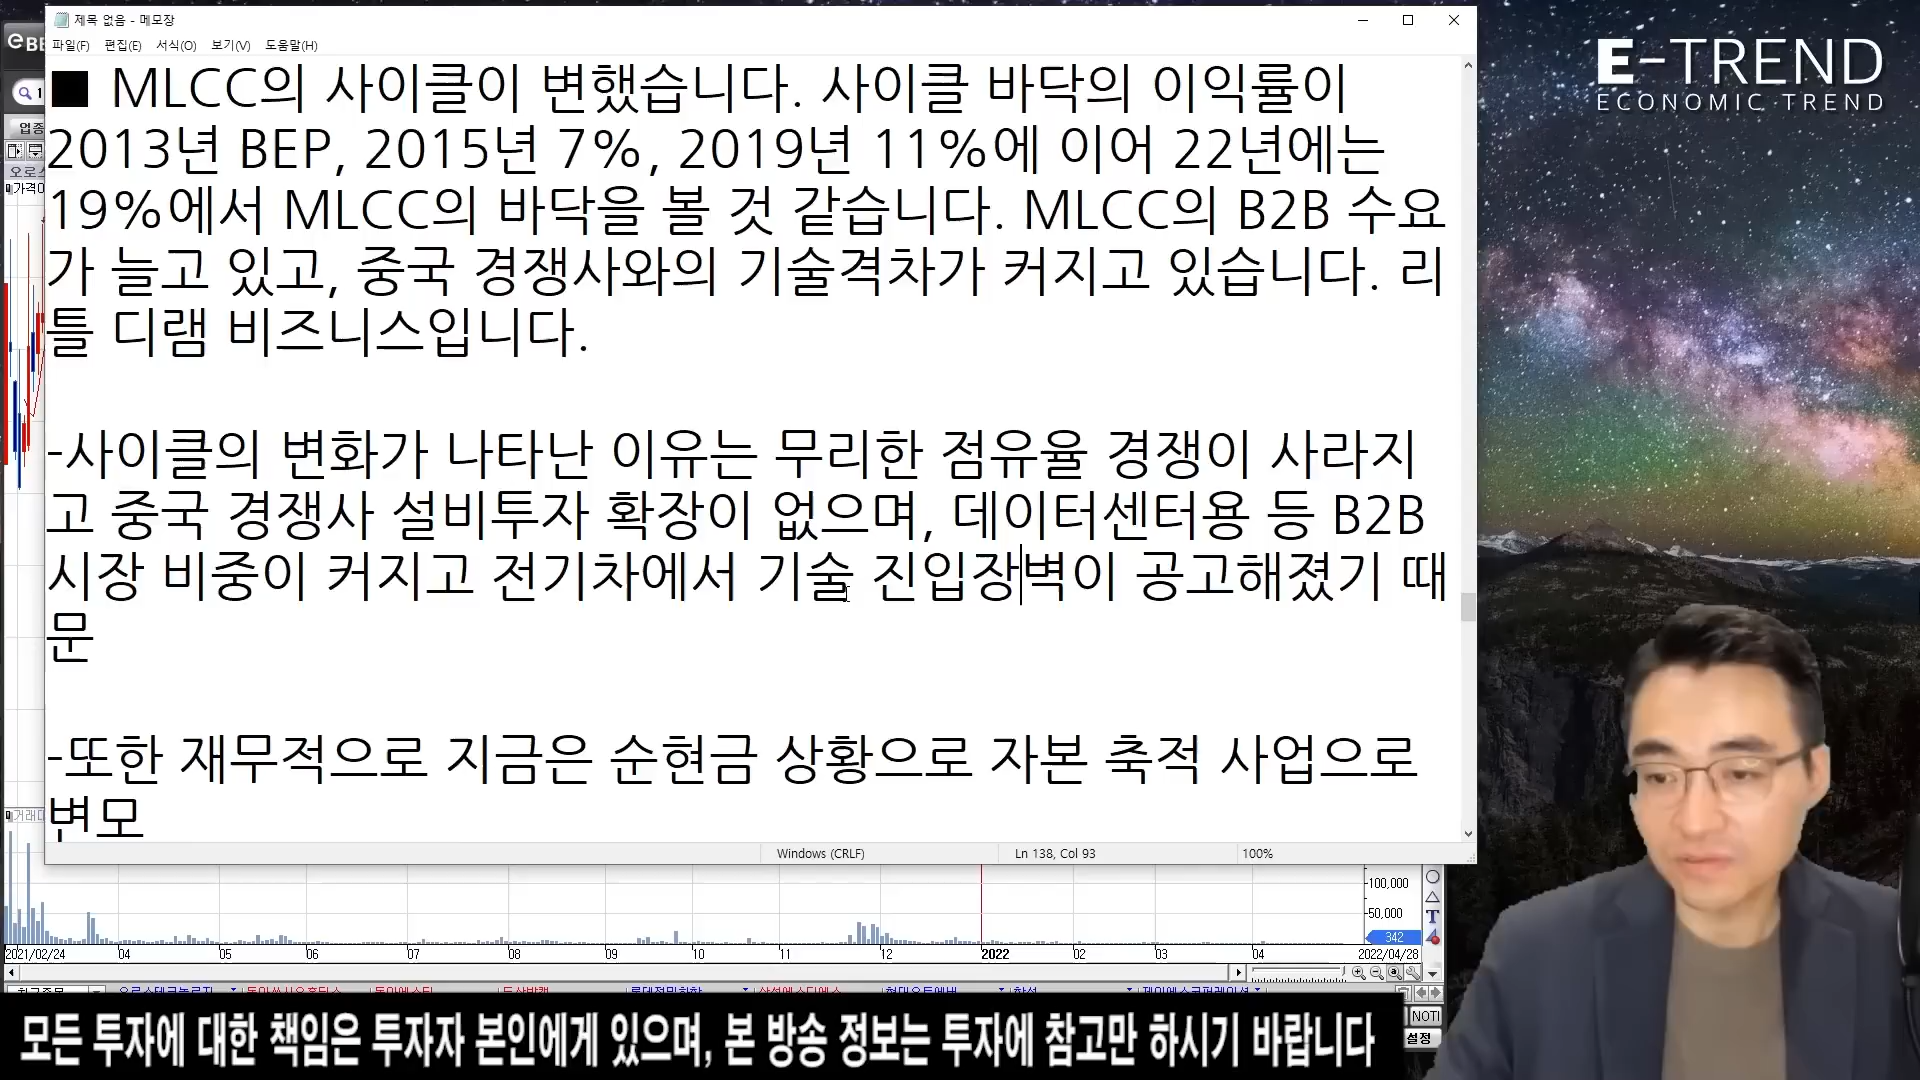 제목 없음 - 메모장
파일(F) 편집(E) 서식(O) 보기(V) 도움말(H)
■ MLCC의 사이클이 변했습니다. 사이클 바닥의 이익률이
2013년 BEP, 2015년 7%, 2019년 11%에 이어 22년에는
19%에서 MLCC의 바닥을 볼 것 같습니다. MLCC의 B2B 수요
가 늘고 있고, 중국 경쟁사와의 기술격차가 커지고 있습니다. 리
틀 디램 비즈니스입니다.
-사이클의 변화가 나타난 이유는 무리한 점유율 경쟁이 사라지
고 중국 경쟁사 설비투자 확장이 없으며, 데이터센터용 등 B2B
시장 비중이 커지고 전기차에서 기술 진입장벽이 공고해졌기 때
문
-또한 재무적으로 지금은 순현금 상황으로 자본 축적 사업으로
변모
Windows (CRLF) Ln 138, Col 93 100%
E-TREND
ECONOMIC TREND
업종
오로스
가격이
거래대
100,000
50,000
342
2021/02/24 04 05 06 07 08 09 10 11 12 2022 02 03 04 2022/04/28
NOTI
설정
모든 투자에 대한 책임은 투자자 본인에게 있으며, 본 방송 정보는 투자에 참고만 하시기 바랍니다